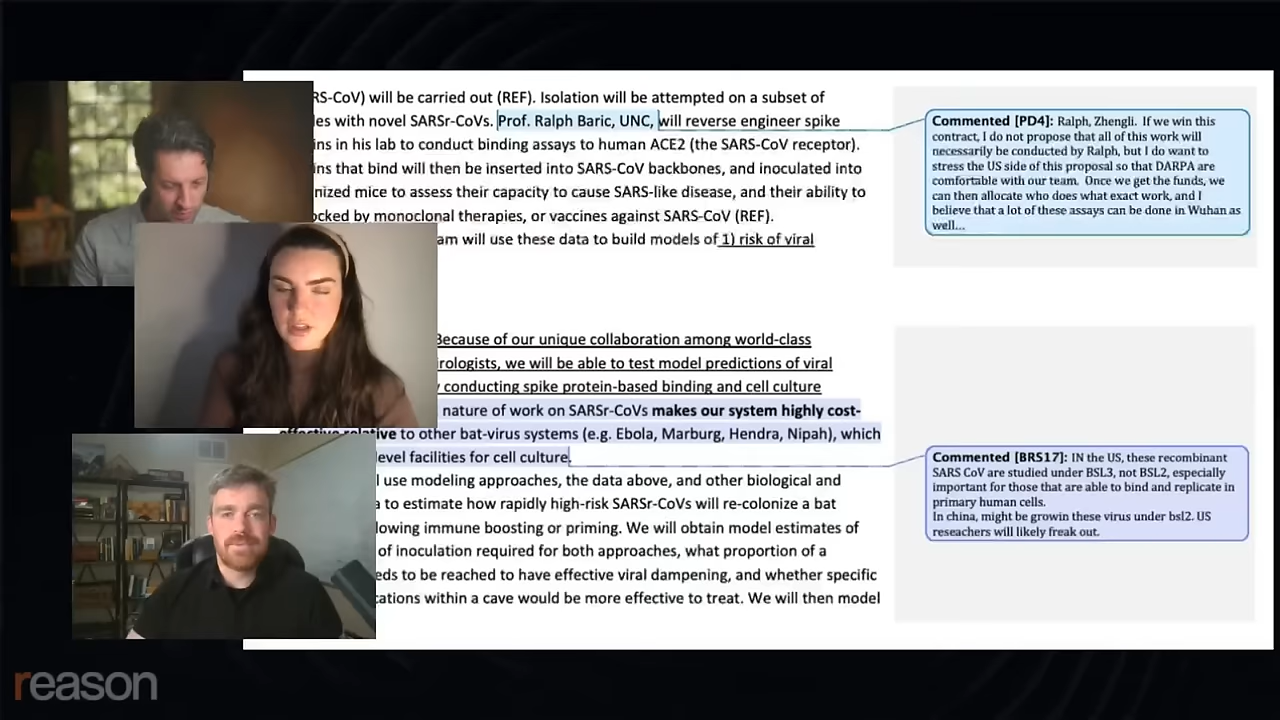 RS-CoV) will be carried out (REF). Isolation will be attempted on a subset of
es with novel SARSr-CoVs. Prof. Ralph Baric, UNC, will reverse engineer spike
ins in his lab to conduct binding assays to human ACE2 (the SARS-CoV receptor).
ins that bind will then be inserted into SARS-CoV backbones, and inoculated into
nized mice to assess their capacity to cause SARS-like disease, and their ability to
ocked by monoclonal therapies, or vaccines against SARS-CoV (REF).
am will use these data to build models of 1) risk of viral
Commented [PD4]: Ralph, Zhengli. If we win this
contract, I do not propose that all of this work will
necessarily be conducted by Ralph, but I do want to
stress the US side of this proposal so that DARPA are
comfortable with our team. Once we get the funds, we
can then allocate who does what exact work, and I
believe that a lot of these assays can be done in Wuhan as
well...
Because of our unique collaboration among world-class
irologists, we will be able to test model predictions of viral
conducting spike protein-based binding and cell culture
nature of work on SARSr-CoVs makes our system highly cost-
effective relative to other bat-virus systems (e.g. Ebola, Marburg, Hendra, Nipah), which
level facilities for cell culture.
l use modeling approaches, the data above, and other biological and
a to estimate how rapidly high-risk SARSr-CoVs will re-colonize a bat
lowing immune boosting or priming. We will obtain model estimates of
of inoculation required for both approaches, what proportion of a
eds to be reached to have effective viral dampening, and whether specific
cations within a cave would be more effective to treat. We will then model
Commented [BRS17]: IN the US, these recombinant
SARS CoV are studied under BSL3, not BSL2, especially
important for those that are able to bind and replicate in
primary human cells.
In china, might be growin these virus under bsl2. US
reseachers will likely freak out.
reason